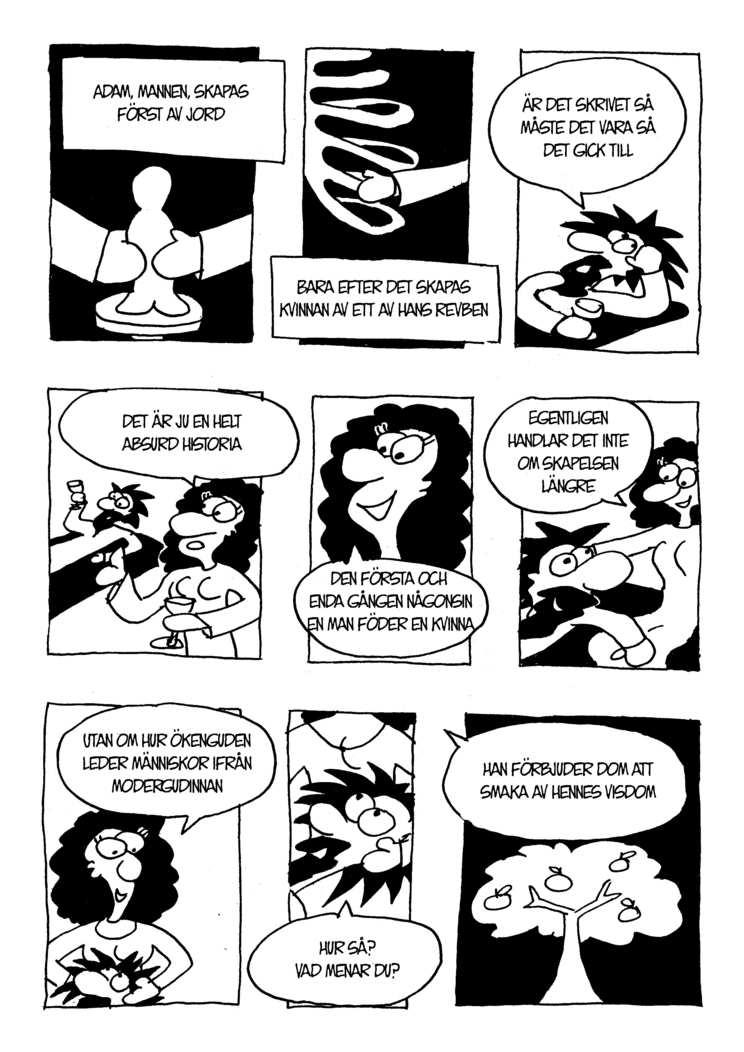 ADAM, MANNEN, SKAPAS
FÖRST AV JORD
BARA EFTER DET SKAPAS
KVINNAN AV ETT AV HANS REVBEN
ÄR DET SKRIVET SÅ
MÅSTE DET VARA SÅ
DET GICK TILL
DET ÄR JU EN HELT
ABSURD HISTORIA
DEN FÖRSTA OCH
ENDA GÅNGEN NÅGONSIN
EN MAN FÖDER EN KVINNA
EGENTLIGEN
HANDLAR DET INTE
OM SKAPELSEN
LÄNGRE
UTAN OM HUR ÖKENGUDEN
LEDER MÄNNISKOR IFRÅN
MODERGUDINNAN
HUR SÅ?
VAD MENAR DU?
HAN FÖRBJUDER DOM ATT
SMAKA AV HENNES VISDOM